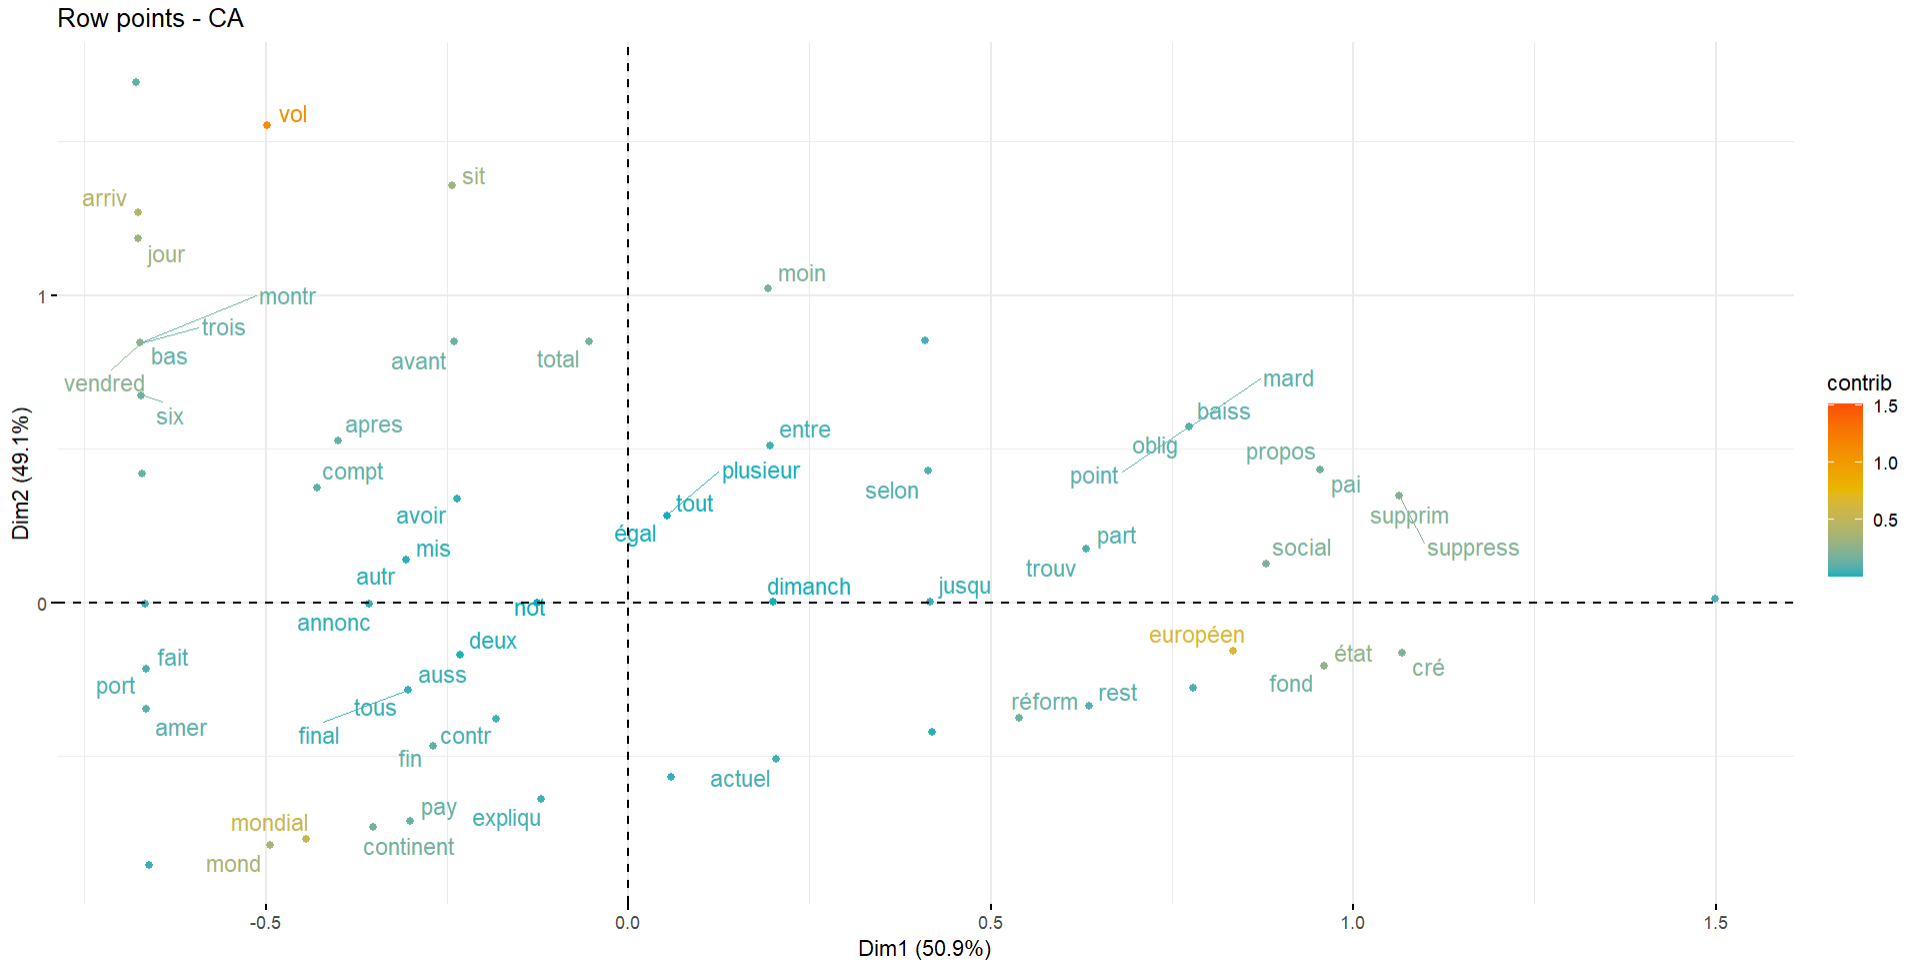 Row points - CA
vol
sit
arriv
jour
moin
montr
trois
bas
avant
total
vendred
mard
six
baiss
apres
entre
oblig
propos
compt
plusieur
point
selon
pai
tout
avoir
supprim
égal
part
mis
social
suppress
trouv
autr
dimanch
jusqu
not
annonc
deux
européen
fait
état
cré
auss
port
fond
tous
réform
rest
amer
final
contr
fin
actuel
pay
expliqu
mondial
continent
mond
1
0
Dim2 (49.1%)
-0.5
0.0
0.5
1.0
1.5
Dim1 (50.9%)
contrib
1.5
1.0
0.5